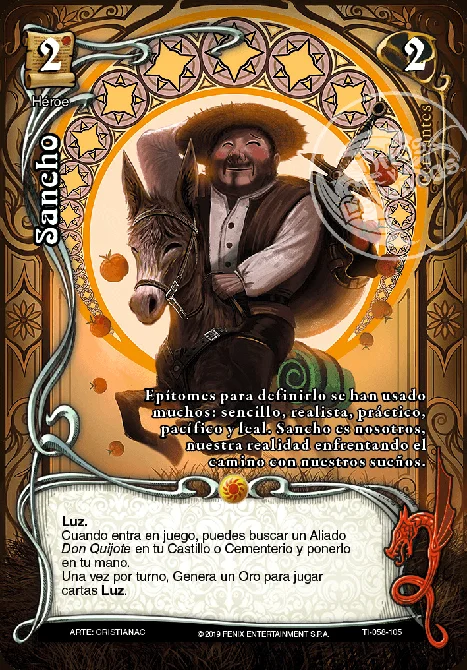 2
2
Héroe
Sancho
Epítomes para definirlo se han usado
muchos: sencillo, realista, práctico,
pacífico y leal. Sancho es nosotros,
nuestra realidad enfrentando el
camino con nuestros sueños.
Luz.
Cuando entra en juego, puedes buscar un Aliado
Don Quijote en tu Castillo o Cementerio y ponerlo
en tu mano.
Una vez por turno, Genera un Oro para jugar
cartas Luz.
ARTE: CRISTIANAC
©2019 FENIX ENTERTAINMENT S.P.A.
TI-058-105